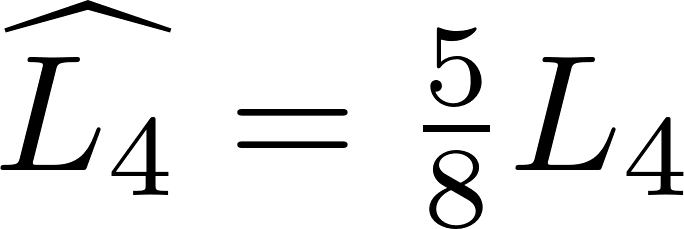 $\widehat{L_4} = \frac{5}{8} L_4$